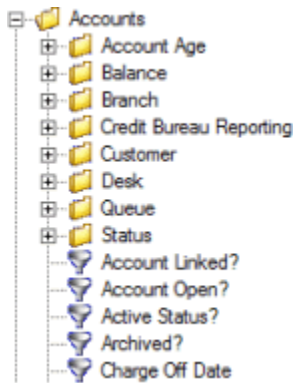 Accounts
Account Age
Balance
Branch
Credit Bureau Reporting
Customer
Desk
Queue
Status
Account Linked?
Account Open?
Active Status?
Archived?
Charge Off Date